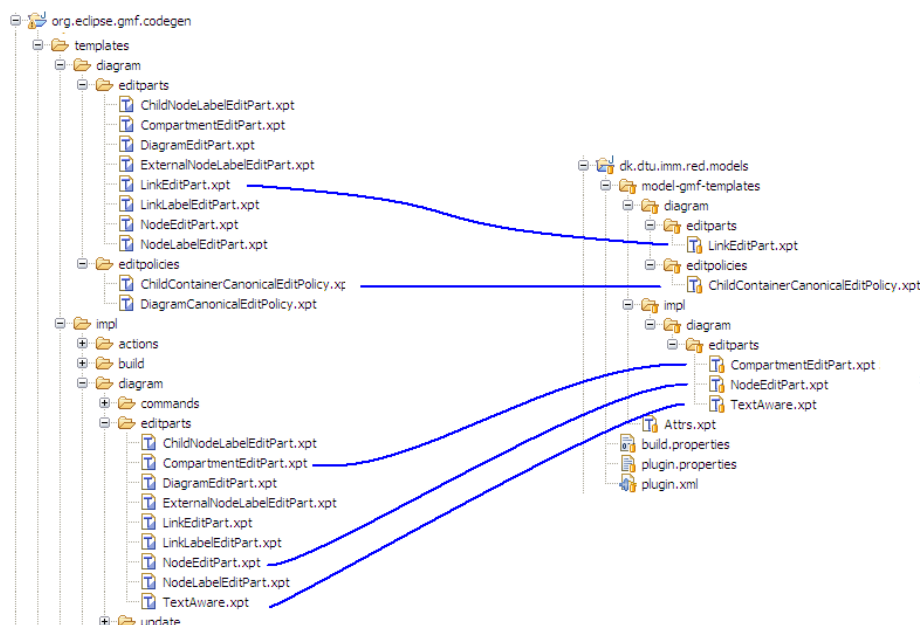 org.eclipse.gmf.codegen
templates
diagram
editparts
ChildNodeLabelEditPart.xpt
CompartmentEditPart.xpt
DiagramEditPart.xpt
ExternalNodeLabelEditPart.xpt
LinkEditPart.xpt
LinkLabelEditPart.xpt
NodeEditPart.xpt
NodeLabelEditPart.xpt
editpolicies
ChildContainerCanonicalEditPolicy.xp
DiagramCanonicalEditPolicy.xpt
impl
actions
build
diagram
commands
editparts
ChildNodeLabelEditPart.xpt
CompartmentEditPart.xpt
DiagramEditPart.xpt
ExternalNodeLabelEditPart.xpt
LinkEditPart.xpt
LinkLabelEditPart.xpt
NodeEditPart.xpt
NodeLabelEditPart.xpt
TextAware.xpt
update
dk.dtu.imm.red.models
model-gmf-templates
diagram
editparts
LinkEditPart.xpt
editpolicies
ChildContainerCanonicalEditPolicy.xpt
impl
diagram
editparts
CompartmentEditPart.xpt
NodeEditPart.xpt
TextAware.xpt
Attrs.xpt
build.properties
plugin.properties
plugin.xml